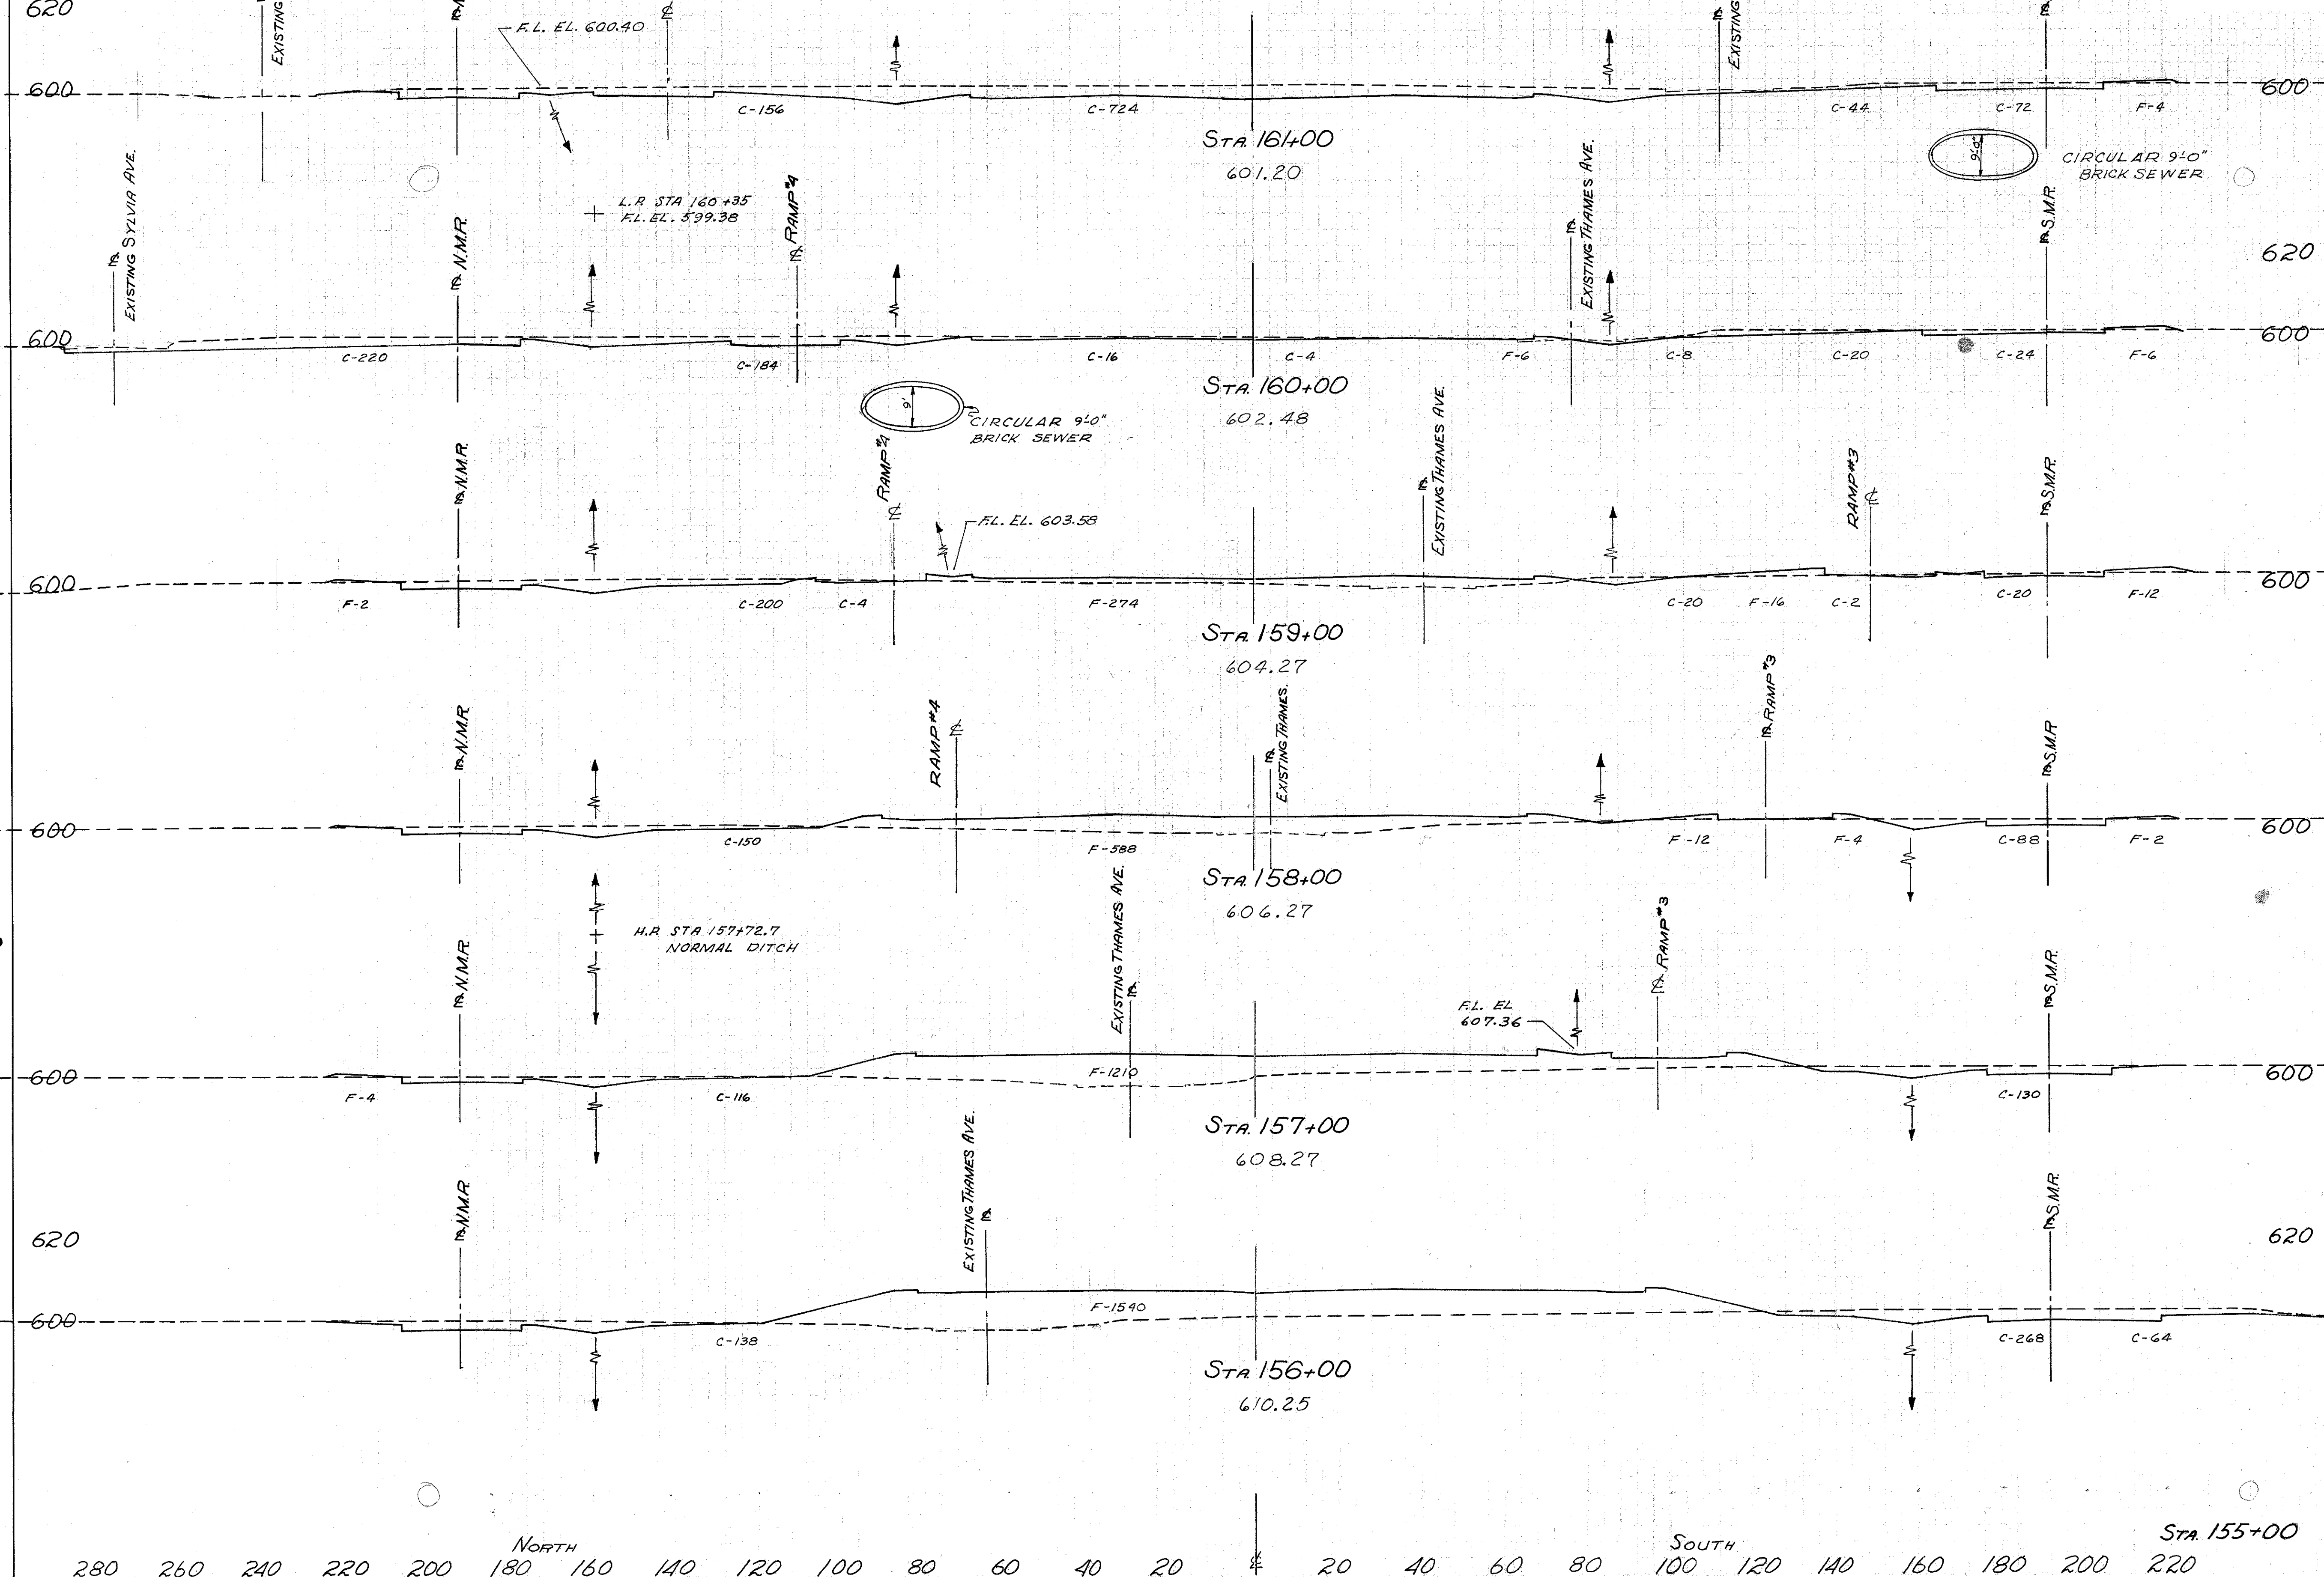 620
EXISTING
F.L. EL. 600.40
EXISTING
600
600
C-156
C-724
C-44
C-72
F-4
STA. 161+00
601.20
9'-0"
CIRCULAR 9'-0"
BRICK SEWER
EXISTING SYLVIA AVE.
N.M.R.
L.P. STA 160+35
F.L. EL. 599.38
RAMP #4
EXISTING THAMES AVE.
S.M.R.
620
600
600
C-220
C-184
C-16
C-4
F-6
C-8
C-20
C-24
F-6
STA. 160+00
602.48
9'
CIRCULAR 9'-0"
BRICK SEWER
N.M.R.
RAMP #4
F.L. EL. 603.58
EXISTING THAMES AVE.
RAMP #3
S.M.R.
600
600
F-2
C-200
C-4
F-274
C-20
F-16
C-2
C-20
F-12
STA. 159+00
604.27
N.M.R
RAMP #4
EXISTING THAMES.
RAMP #3
S.M.R
600
600
C-150
F-588
F-12
F-4
C-88
F-2
STA. 158+00
606.27
H.P. STA 157+72.7
NORMAL DITCH
N.M.R.
EXISTING THAMES AVE.
F.L. EL
607.36
RAMP #3
S.M.R.
600
600
F-4
C-116
F-1210
C-130
STA. 157+00
608.27
620
N.M.R.
EXISTING THAMES AVE.
S.M.R.
620
600
C-138
F-1540
C-268
C-64
STA. 156+00
610.25
NORTH
SOUTH
STA. 155+00
280 260 240 220 200 180 160 140 120 100 80 60 40 20 ℄ 20 40 60 80 100 120 140 160 180 200 220